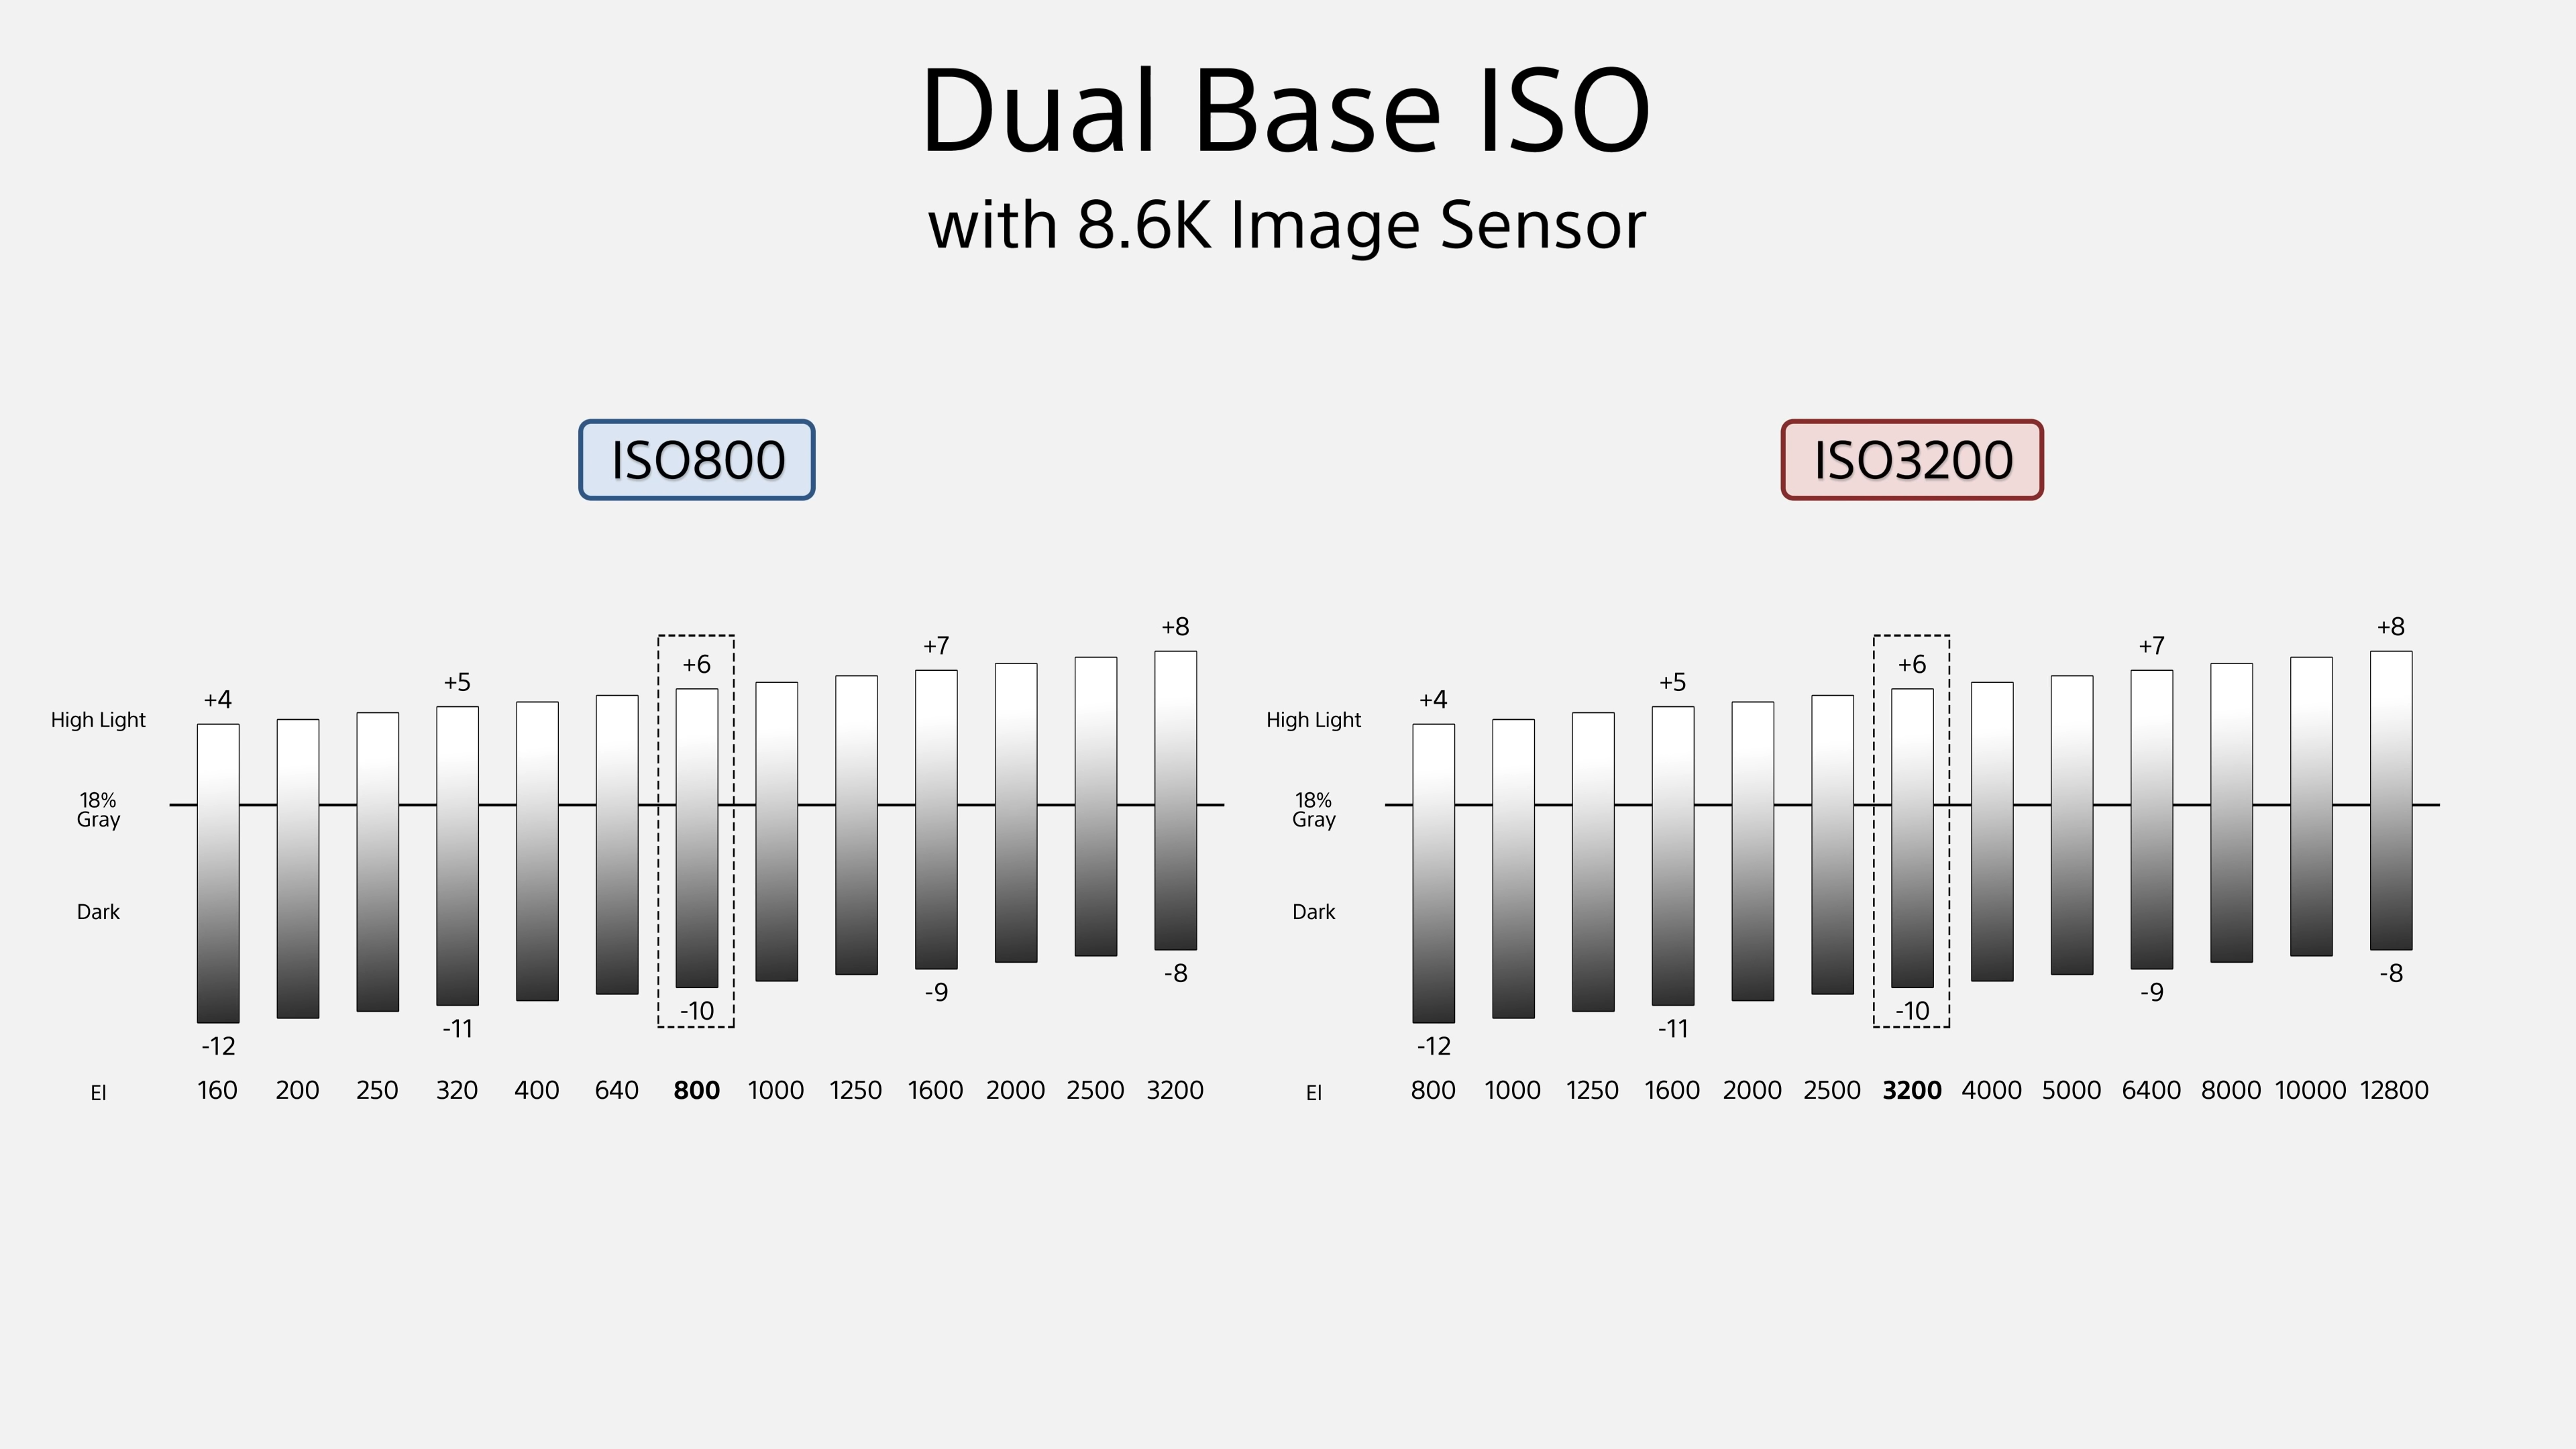 Dual Base ISO
with 8.6K Image Sensor
ISO800
+4 +5 +6 +7 +8
High Light
18%
Gray
Dark
-12 -11 -10 -9 -8
EI 160 200 250 320 400 640 800 1000 1250 1600 2000 2500 3200
ISO3200
+4 +5 +6 +7 +8
High Light
18%
Gray
Dark
-12 -11 -10 -9 -8
EI 800 1000 1250 1600 2000 2500 3200 4000 5000 6400 8000 10000 12800